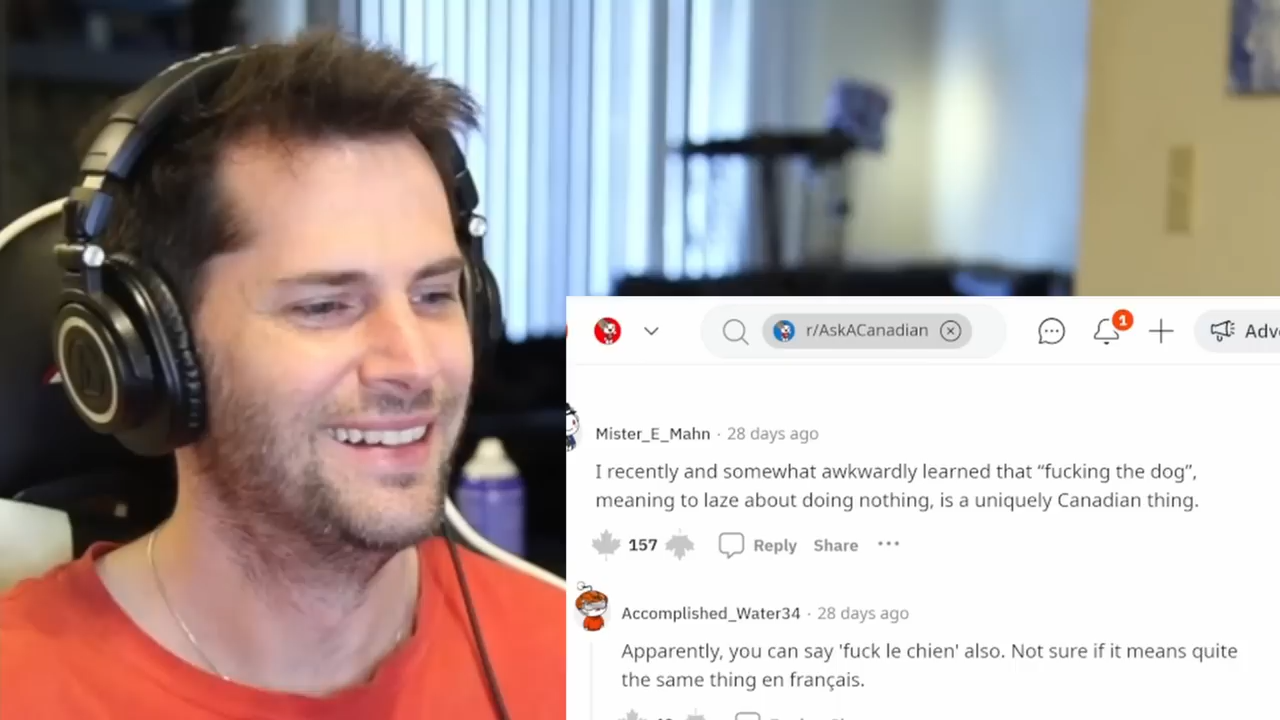 r/AskACanadian
1
Adv
Mister_E_Mahn · 28 days ago
I recently and somewhat awkwardly learned that “fucking the dog”,
meaning to laze about doing nothing, is a uniquely Canadian thing.
157 Reply Share ...
Accomplished_Water34 · 28 days ago
Apparently, you can say 'fuck le chien' also. Not sure if it means quite
the same thing en français.